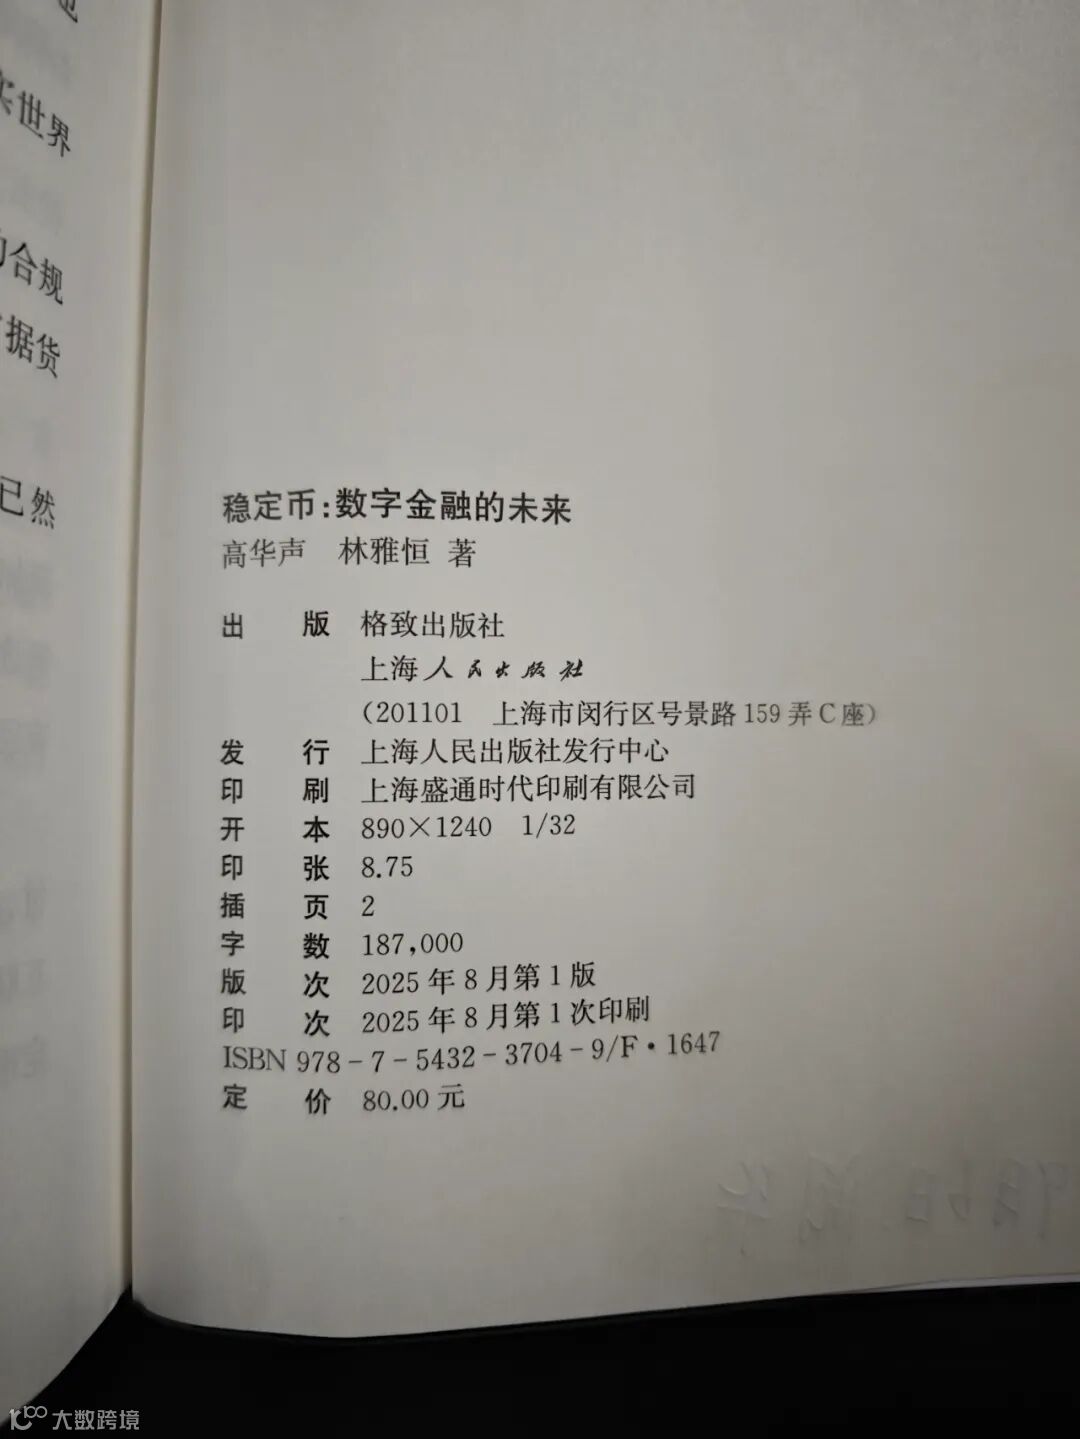 世界
合规
据货
已然
稳定币:数字金融的未来
高华声 林雅恒 著
出 版 格致出版社
上海人民出版社
(201101 上海市闵行区号景路159弄C座)
发 行 上海人民出版社发行中心
印 刷 上海盛通时代印刷有限公司
开 本 890×1240 1/32
印 张 8.75
插 页 2
字 数 187,000
版 次 2025年8月第1版
印 次 2025年8月第1次印刷
ISBN 978-7-5432-3704-9/F·1647
定 价 80.00元
大数跨境